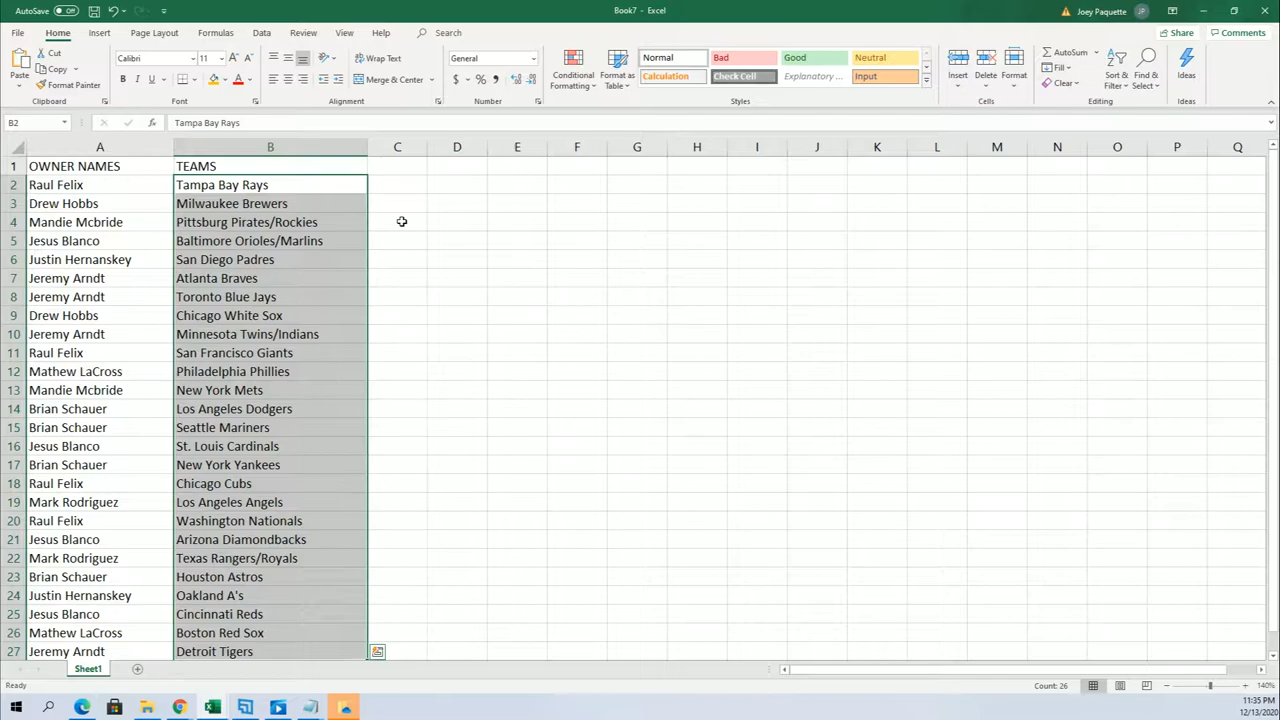 AutoSave Off Book7 - Excel Joey Paquette JP
File Home Insert Page Layout Formulas Data Review View Help Search Share Comments
Paste Cut Copy Format Painter Clipboard
Calibri 11 A A B I U A Font
Wrap Text Merge & Center Alignment
General $ % , Number
Conditional Formatting Format as Table
Normal Bad Good Neutral
Calculation Check Cell Explanatory ... Input
Styles
Insert Delete Format Cells
AutoSum Fill Clear Sort & Filter Find & Select Editing
Ideas Ideas
B2 fx Tampa Bay Rays
A B C D E F G H I J K L M N O P Q
1 OWNER NAMES TEAMS
2 Raul Felix Tampa Bay Rays
3 Drew Hobbs Milwaukee Brewers
4 Mandie Mcbride Pittsburg Pirates/Rockies
5 Jesus Blanco Baltimore Orioles/Marlins
6 Justin Hernanskey San Diego Padres
7 Jeremy Arndt Atlanta Braves
8 Jeremy Arndt Toronto Blue Jays
9 Drew Hobbs Chicago White Sox
10 Jeremy Arndt Minnesota Twins/Indians
11 Raul Felix San Francisco Giants
12 Mathew LaCross Philadelphia Phillies
13 Mandie Mcbride New York Mets
14 Brian Schauer Los Angeles Dodgers
15 Brian Schauer Seattle Mariners
16 Jesus Blanco St. Louis Cardinals
17 Brian Schauer New York Yankees
18 Raul Felix Chicago Cubs
19 Mark Rodriguez Los Angeles Angels
20 Raul Felix Washington Nationals
21 Jesus Blanco Arizona Diamondbacks
22 Mark Rodriguez Texas Rangers/Royals
23 Brian Schauer Houston Astros
24 Justin Hernanskey Oakland A's
25 Jesus Blanco Cincinnati Reds
26 Mathew LaCross Boston Red Sox
27 Jeremy Arndt Detroit Tigers
Sheet1
Ready Count: 26 140%
11:35 PM
12/13/2020